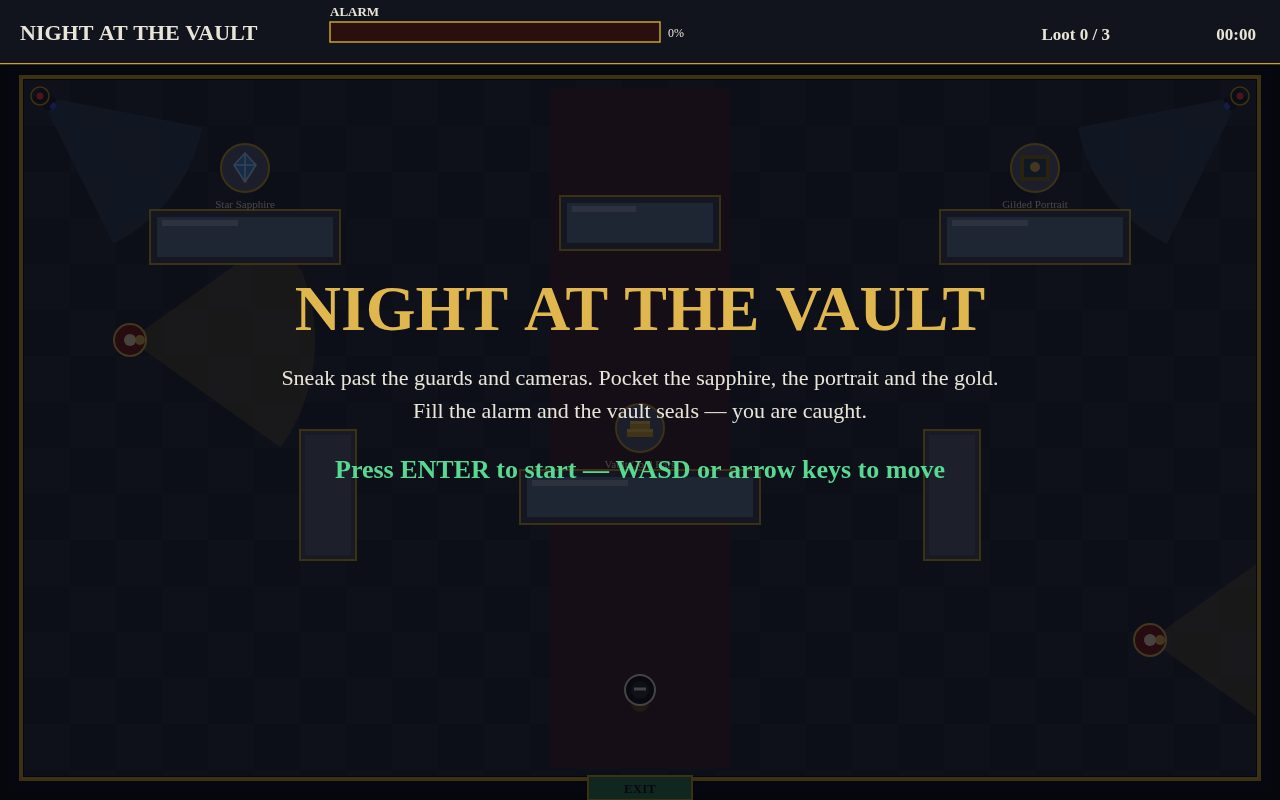 ALARM
NIGHT AT THE VAULT
0%
Loot 0 / 3
00:00
Star Sapphire
Gilded Portrait
NIGHT AT THE VAULT
Sneak past the guards and cameras. Pocket the sapphire, the portrait and the gold.
Fill the alarm and the vault seals — you are caught.
Press ENTER to start — WASD or arrow keys to move
EXIT